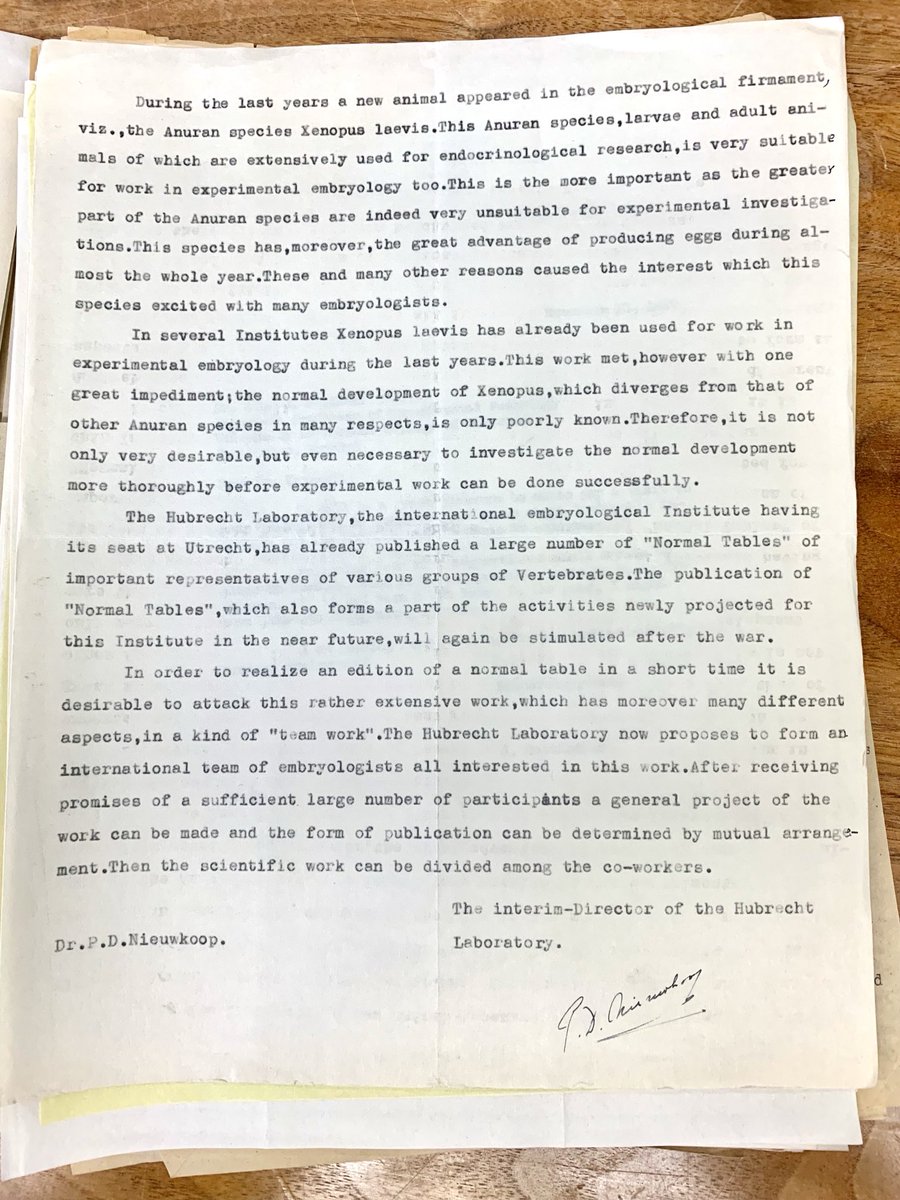 During the last years a new animal appeared in the embryological firmament,
viz.,the Anuran species Xenopus laevis.This Anuran species,larvae and adult ani-
mals of which are extensively used for endocrinological research,is very suitable
for work in experimental embryology too.This is the more important as the greater
part of the Anuran species are indeed very unsuitable for experimental investiga-
tions.This species has,moreover,the great advantage of producing eggs during al-
most the whole year.These and many other reasons caused the interest which this
species excited with many embryologists.
In several Institutes Xenopus laevis has already been used for work in
experimental embryology during the last years.This work met,however with one
great impediment;the normal development of Xenopus,which diverges from that of
other Anuran species in many respects,is only poorly known.Therefore,it is not
only very desirable,but even necessary to investigate the normal development
more thoroughly before experimental work can be done successfully.
The Hubrecht Laboratory,the international embryological Institute having
its seat at Utrecht,has already published a large number of "Normal Tables" of
important representatives of various groups of Vertebrates.The publication of
"Normal Tables",which also forms a part of the activities newly projected for
this Institute in the near future,will again be stimulated after the war.
In order to realize an edition of a normal table in a short time it is
desirable to attack this rather extensive work,which has moreover many different
aspects,in a kind of "team work".The Hubrecht Laboratory now proposes to form an
international team of embryologists all interested in this work.After receiving
promises of a sufficient large number of participants a general project of the
work can be made and the form of publication can be determined by mutual arrange-
ment.Then the scientific work can be divided among the co-workers.
The interim-Director of the Hubrecht
Dr.P.D.Nieuwkoop. Laboratory.
P.D. Nieuwkoop